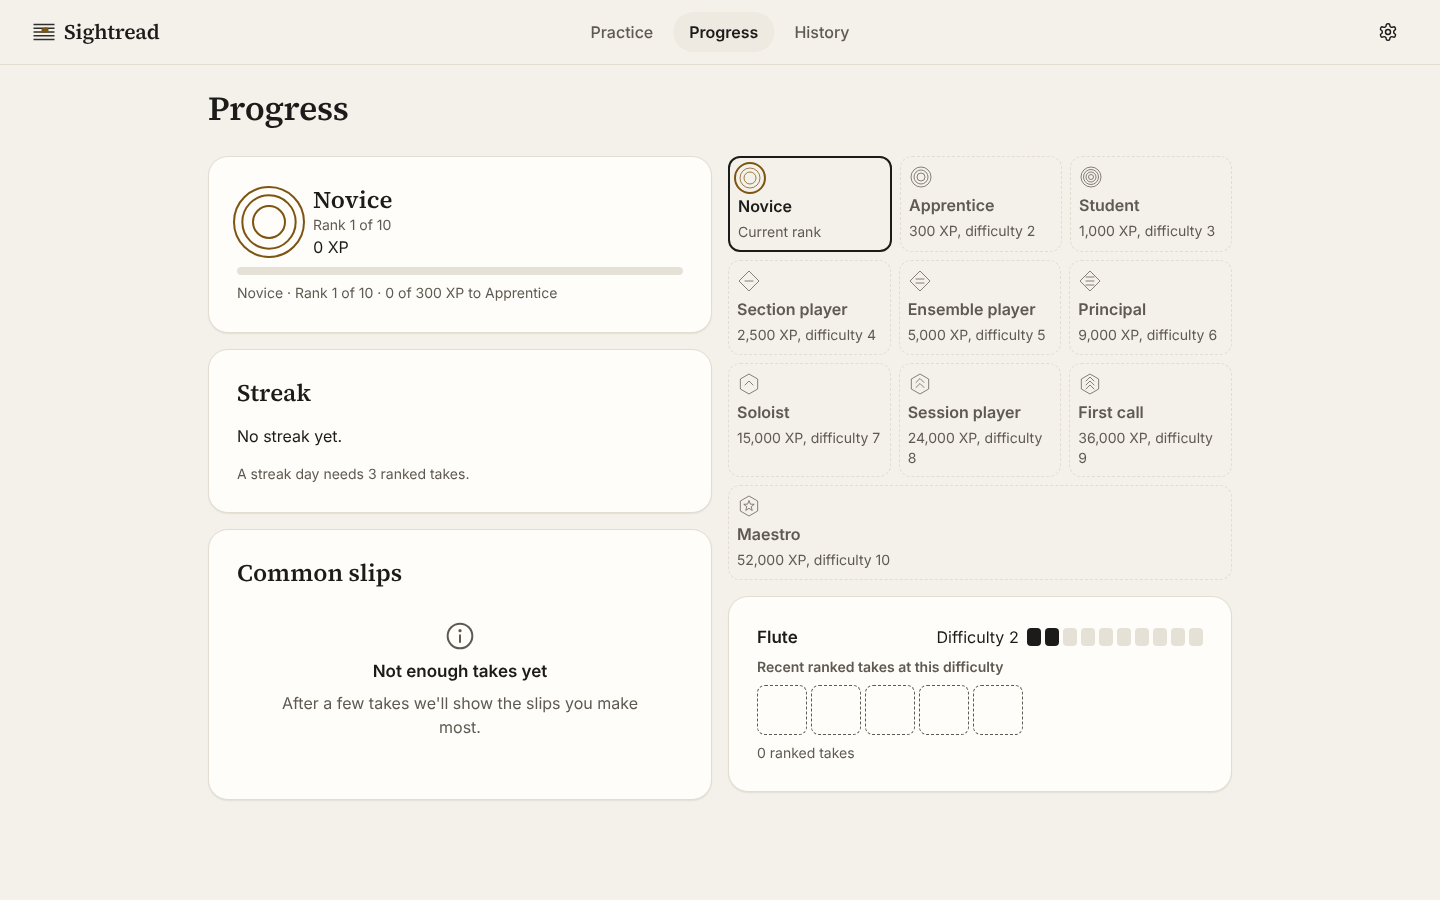 Sightread
Practice
Progress
History
Progress
Novice
Rank 1 of 10
0 XP
Novice · Rank 1 of 10 · 0 of 300 XP to Apprentice
Streak
No streak yet.
A streak day needs 3 ranked takes.
Common slips
Not enough takes yet
After a few takes we'll show the slips you make
most.
Novice
Current rank
Apprentice
300 XP, difficulty 2
Student
1,000 XP, difficulty 3
Section player
2,500 XP, difficulty 4
Ensemble player
5,000 XP, difficulty 5
Principal
9,000 XP, difficulty 6
Soloist
15,000 XP, difficulty 7
Session player
24,000 XP, difficulty
8
First call
36,000 XP, difficulty
9
Maestro
52,000 XP, difficulty 10
Flute
Difficulty 2
Recent ranked takes at this difficulty
0 ranked takes